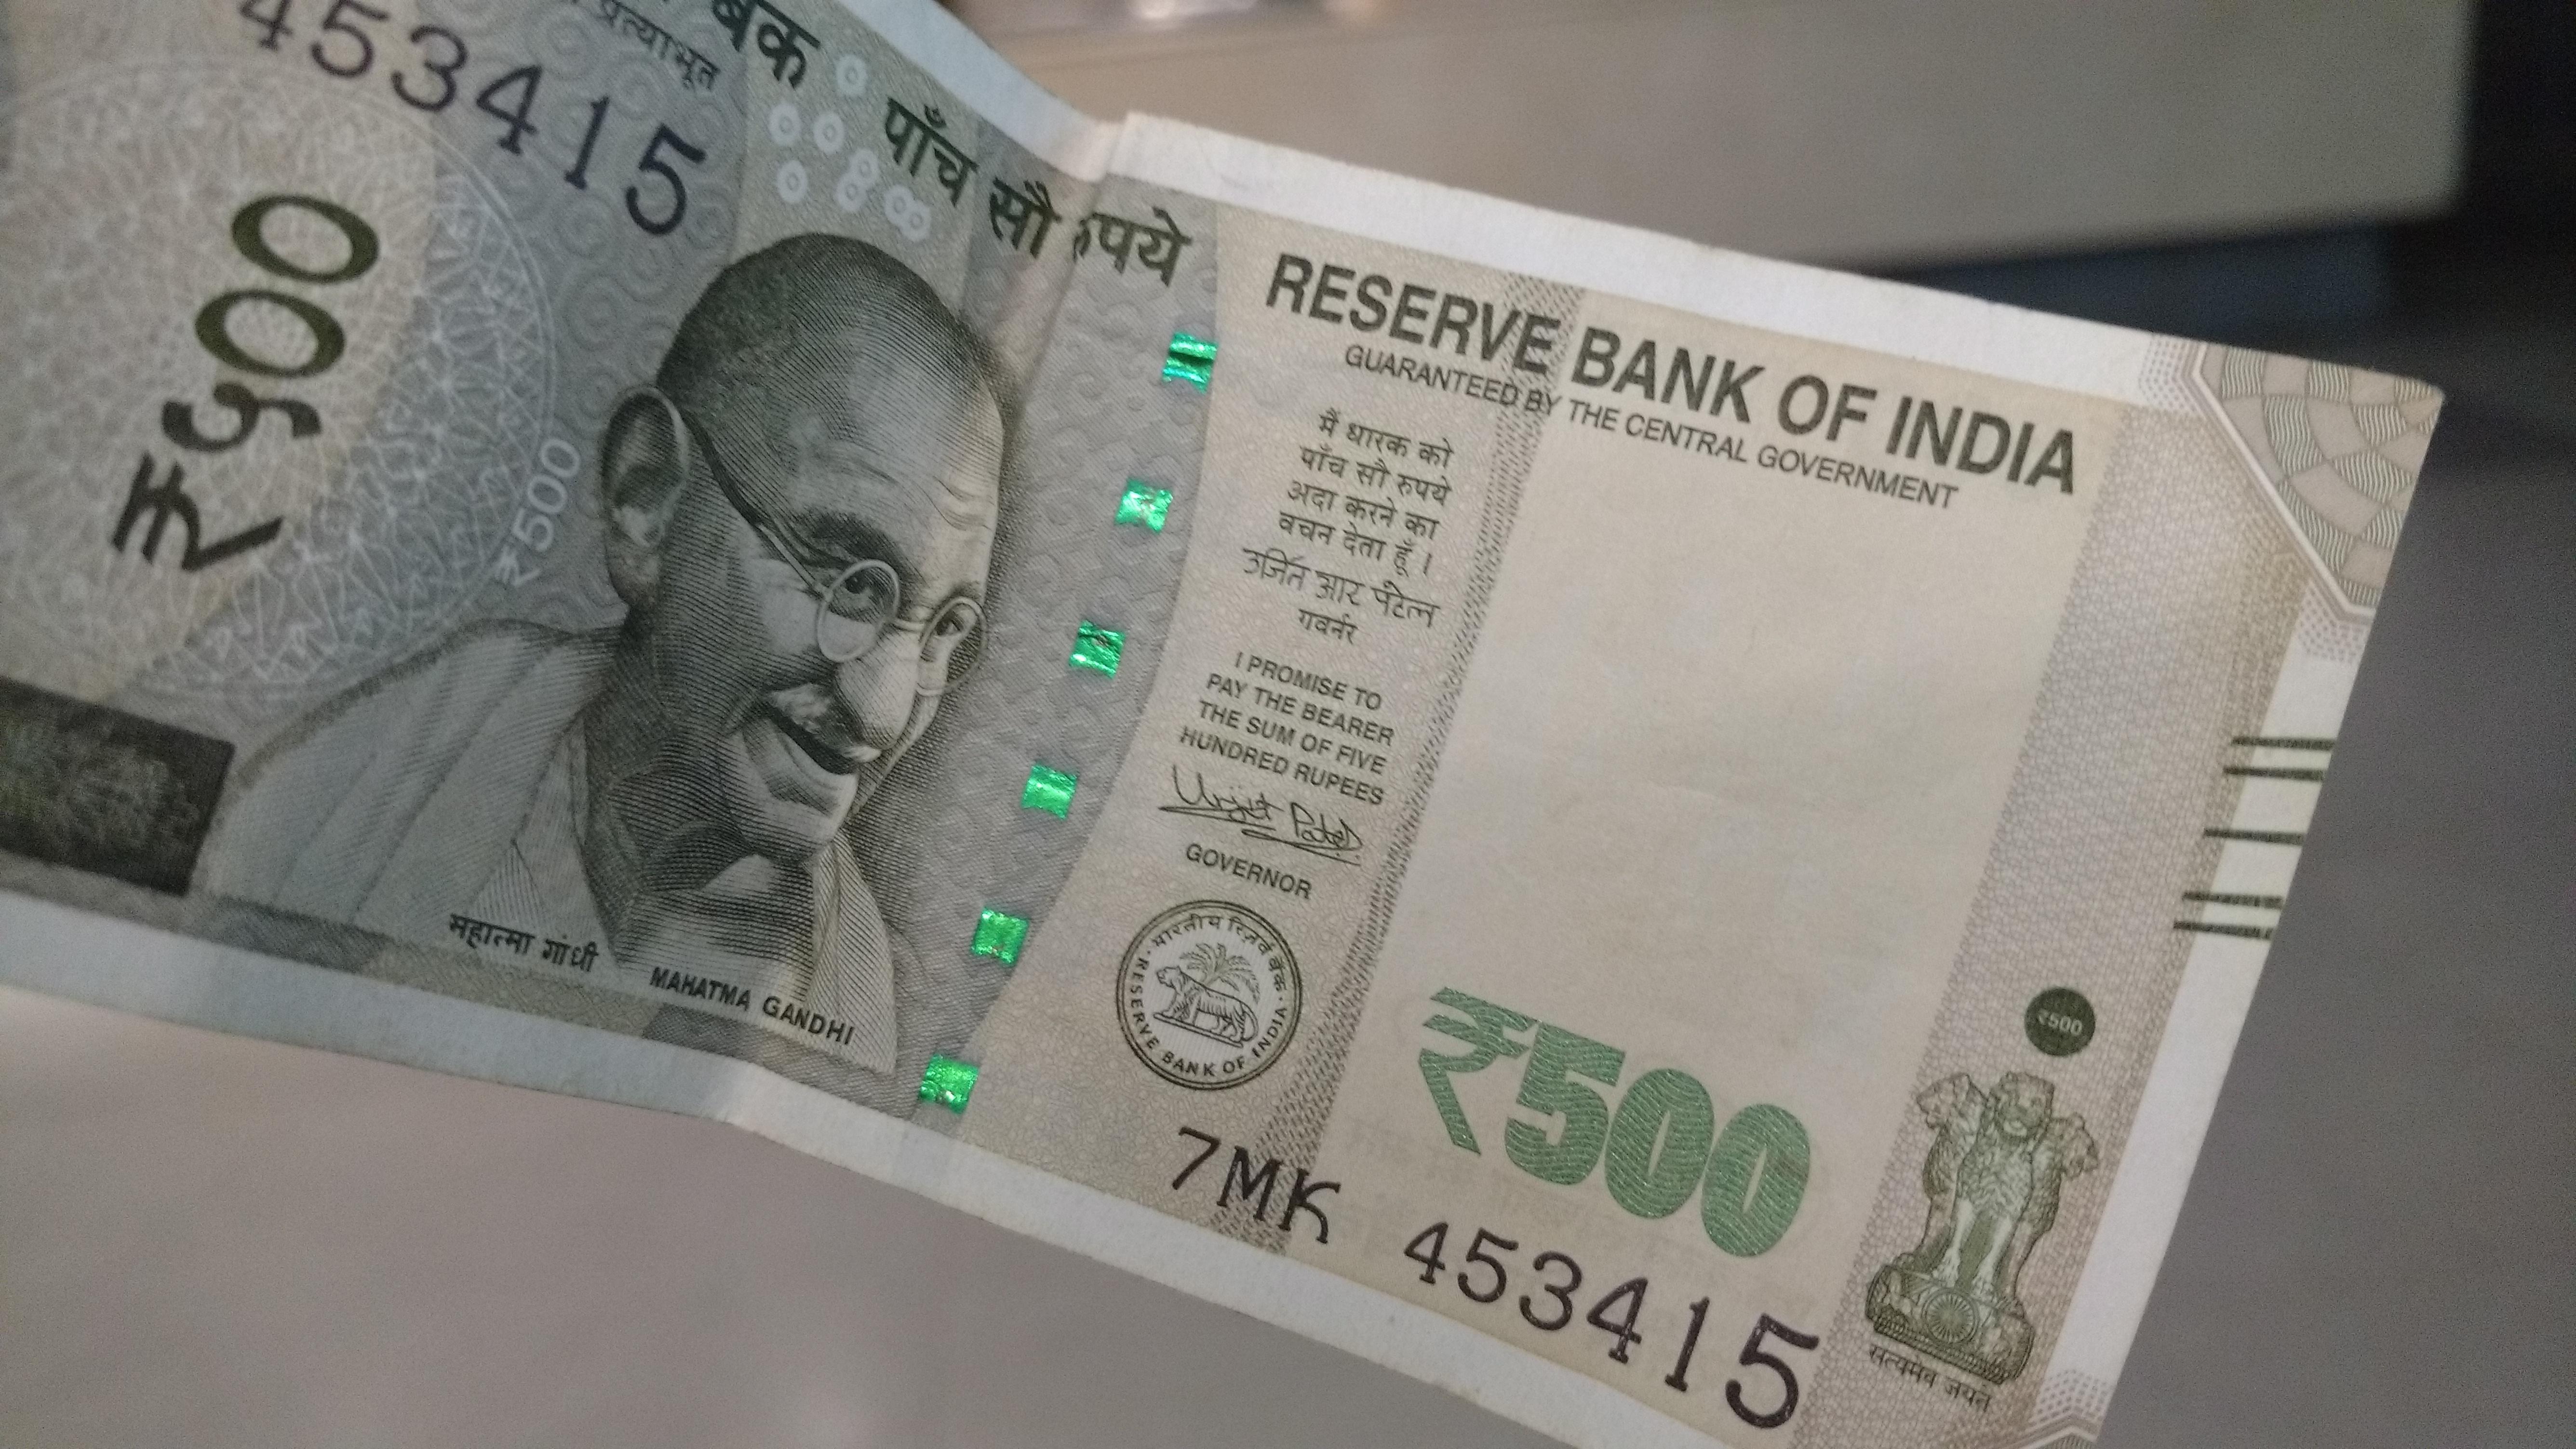 बैंक
प्रत्याभूत
453415
पाँच सौ रुपये
₹५००
₹500
महात्मा गांधी
MAHATMA GANDHI
RESERVE BANK OF INDIA
GUARANTEED BY THE CENTRAL GOVERNMENT
मैं धारक को
पाँच सौ रुपये
अदा करने का
वचन देता हूँ ।
उर्जित आर पटेल
गवर्नर
I PROMISE TO
PAY THE BEARER
THE SUM OF FIVE
HUNDRED RUPEES
Urjit Patel
GOVERNOR
भारतीय रिज़र्व बैंक
RESERVE BANK OF INDIA
₹500
7MK 453415
₹500
सत्यमेव जयते